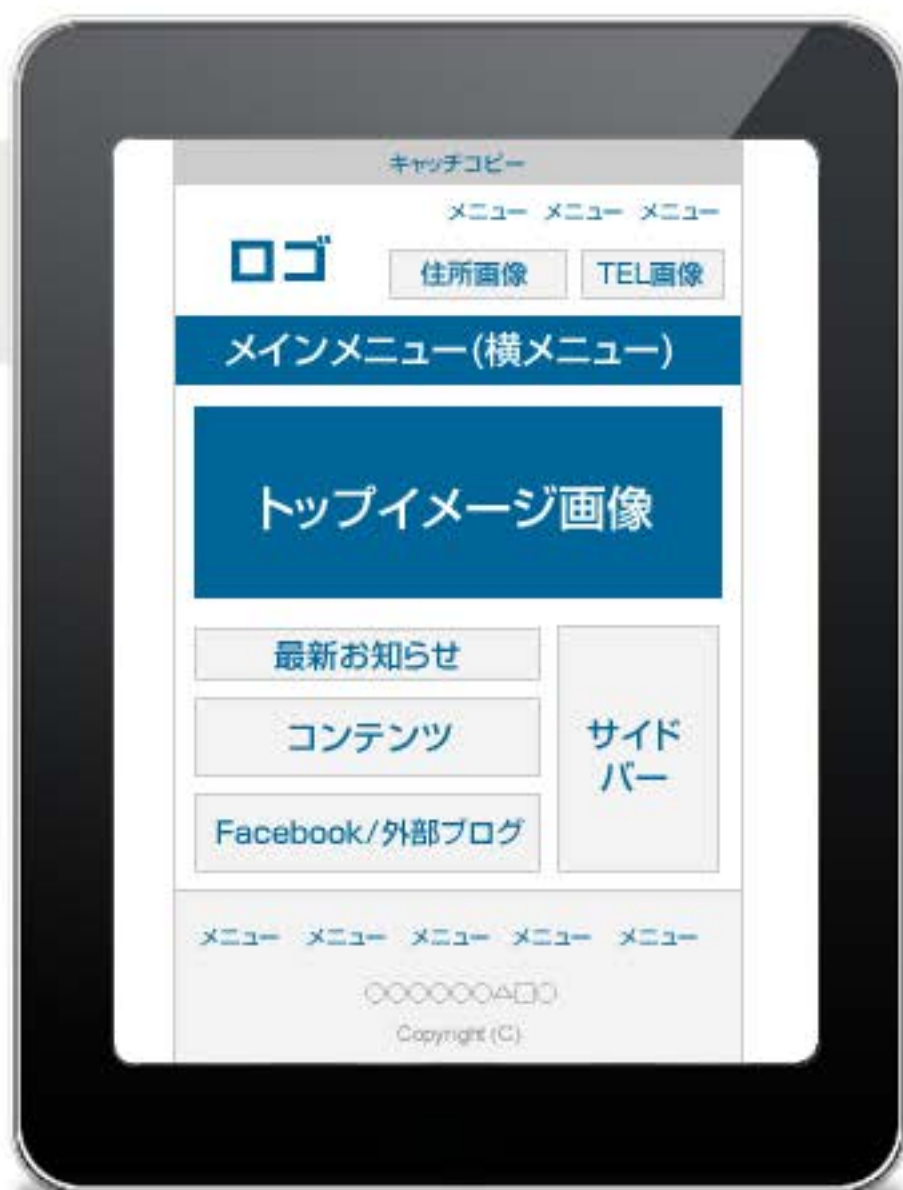 キャッチコピー
メニュー メニュー メニュー
ロゴ
住所画像 TEL画像
メインメニュー(横メニュー)
トップイメージ画像
最新お知らせ
コンテンツ
Facebook/外部ブログ
サイド
バー
メニュー メニュー メニュー メニュー メニュー
○○○○○○△□○
Copyright (C)